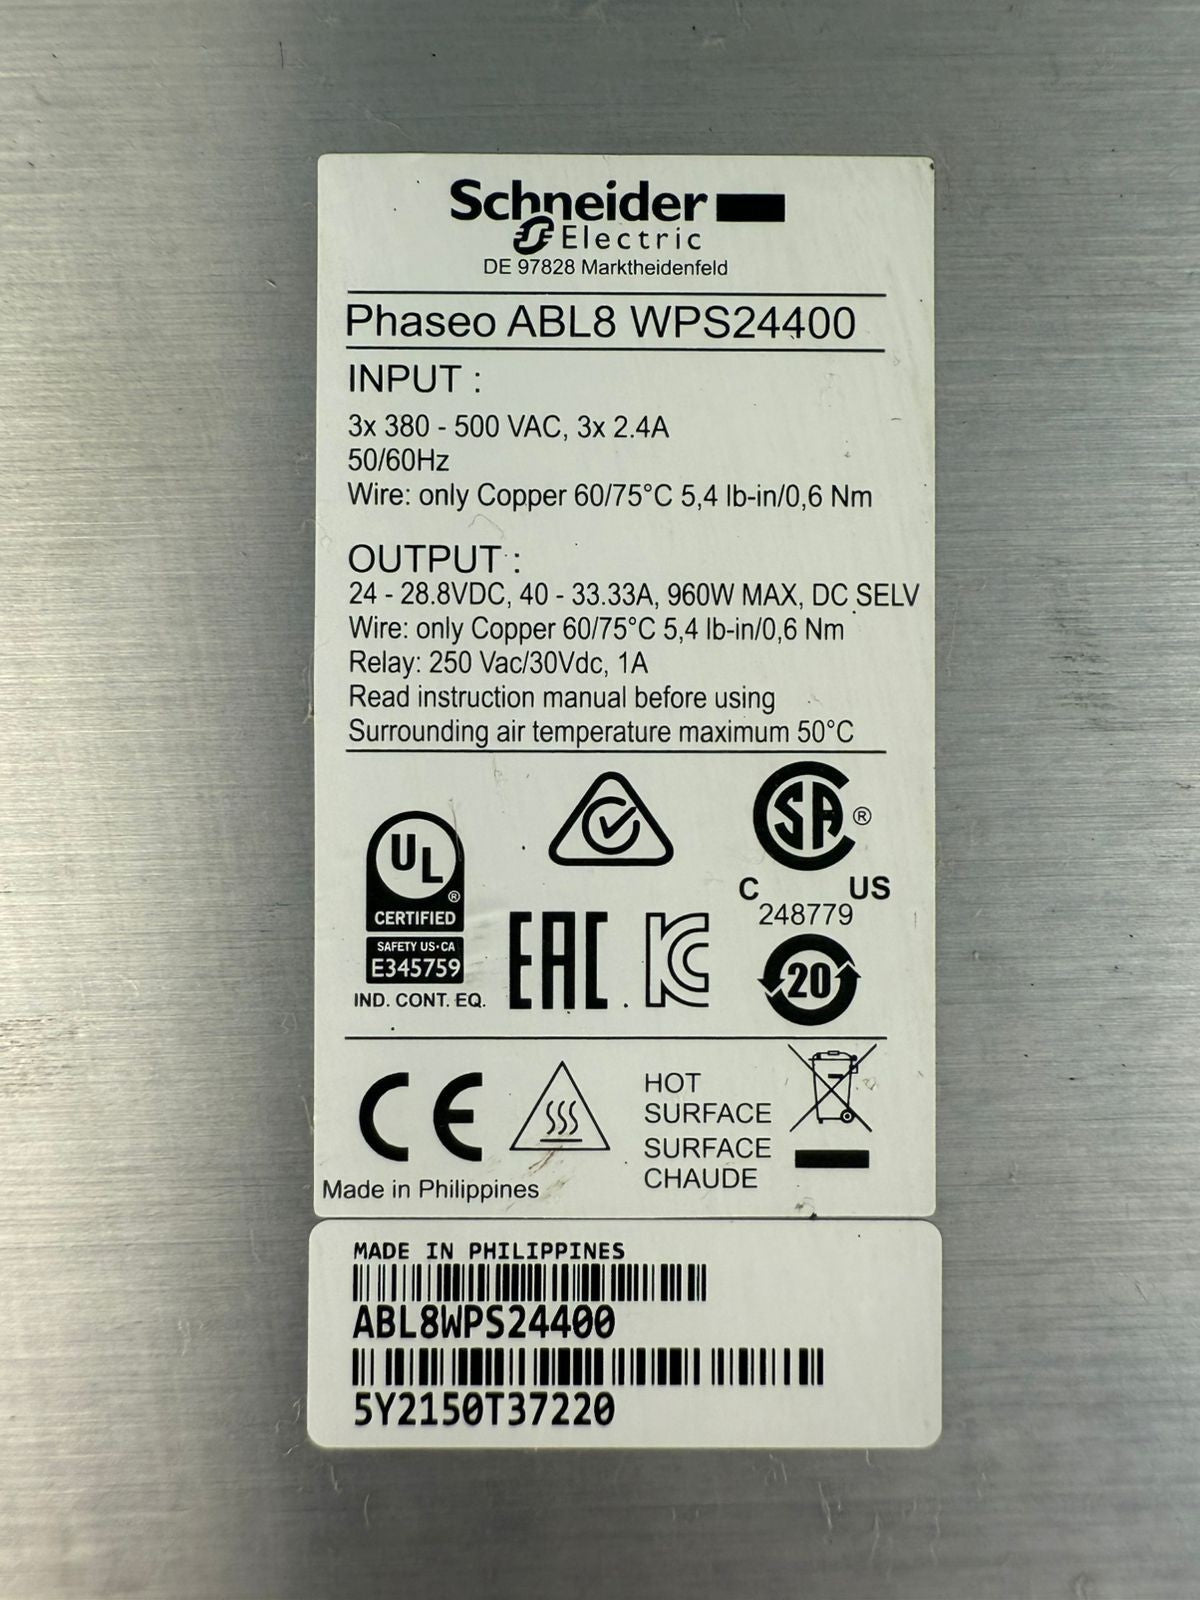 Schneider
Electric
DE 97828 Marktheidenfeld
Phaseo ABL8 WPS24400
INPUT :
3x 380 - 500 VAC, 3x 2.4A
50/60Hz
Wire: only Copper 60/75°C 5,4 lb-in/0,6 Nm
OUTPUT :
24 - 28.8VDC, 40 - 33.33A, 960W MAX, DC SELV
Wire: only Copper 60/75°C 5,4 lb-in/0,6 Nm
Relay: 250 Vac/30Vdc, 1A
Read instruction manual before using
Surrounding air temperature maximum 50°C
UL
®
CERTIFIED
SAFETY US·CA
E345759
IND. CONT. EQ.
EAC
KC
SA ®
C US
248779
20
CE
HOT
SURFACE
SURFACE
CHAUDE
Made in Philippines
MADE IN PHILIPPINES
ABL8WPS24400
5Y2150T37220